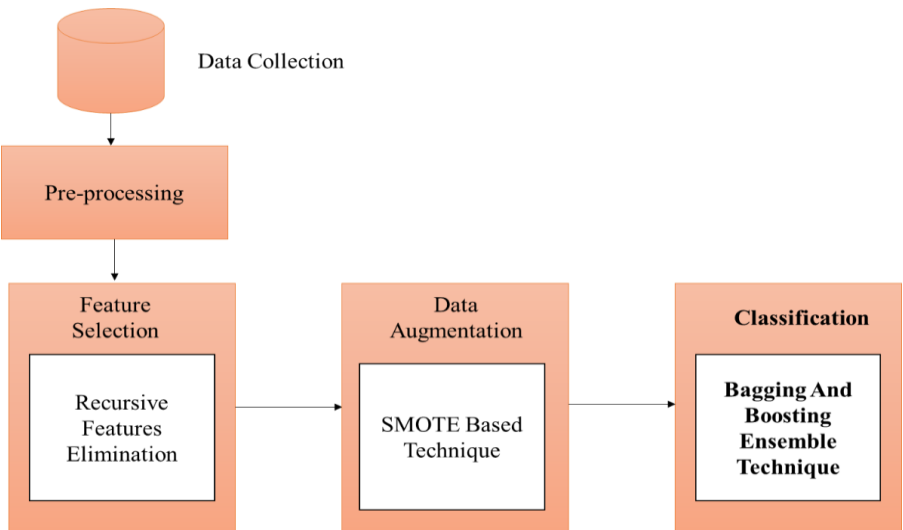 Data Collection
Pre-processing
Feature
Selection
Recursive
Features
Elimination
Data
Augmentation
SMOTE Based
Technique
Classification
Bagging And
Boosting
Ensemble
Technique